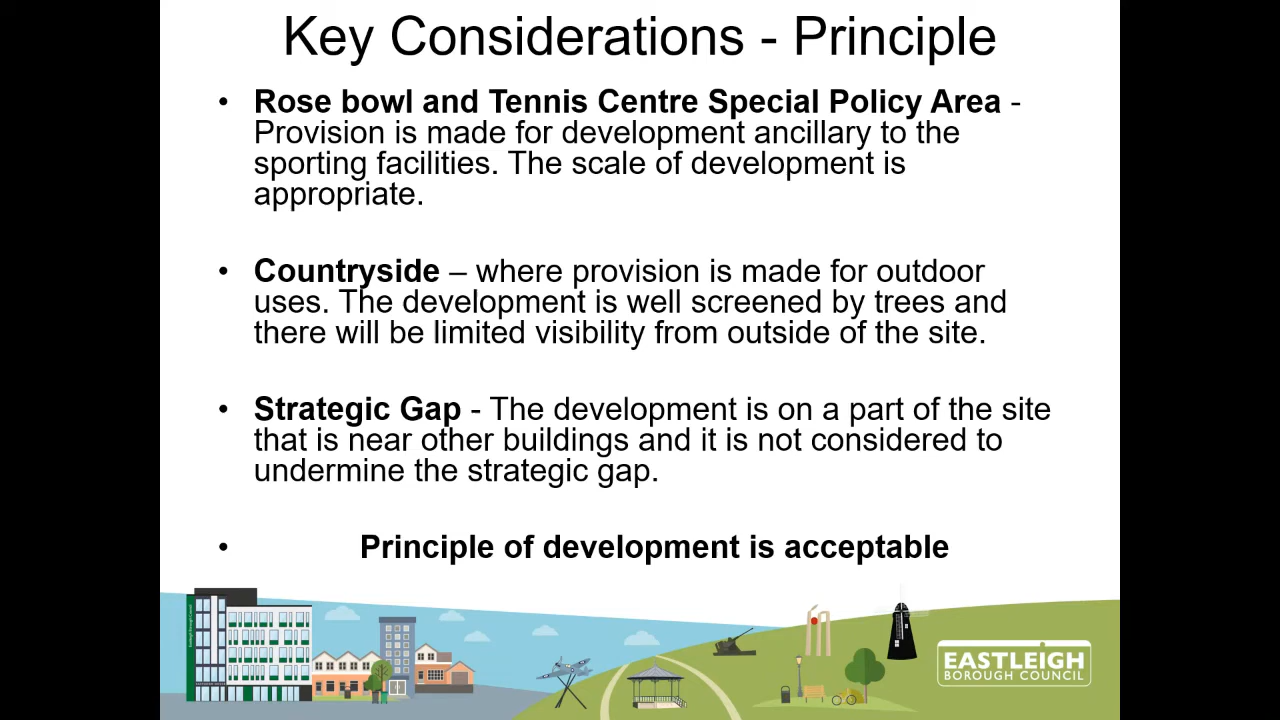 Key Considerations - Principle
• Rose bowl and Tennis Centre Special Policy Area -
Provision is made for development ancillary to the
sporting facilities. The scale of development is
appropriate.
• Countryside – where provision is made for outdoor
uses. The development is well screened by trees and
there will be limited visibility from outside of the site.
• Strategic Gap - The development is on a part of the site
that is near other buildings and it is not considered to
undermine the strategic gap.
• Principle of development is acceptable
EASTLEIGH
BOROUGH COUNCIL